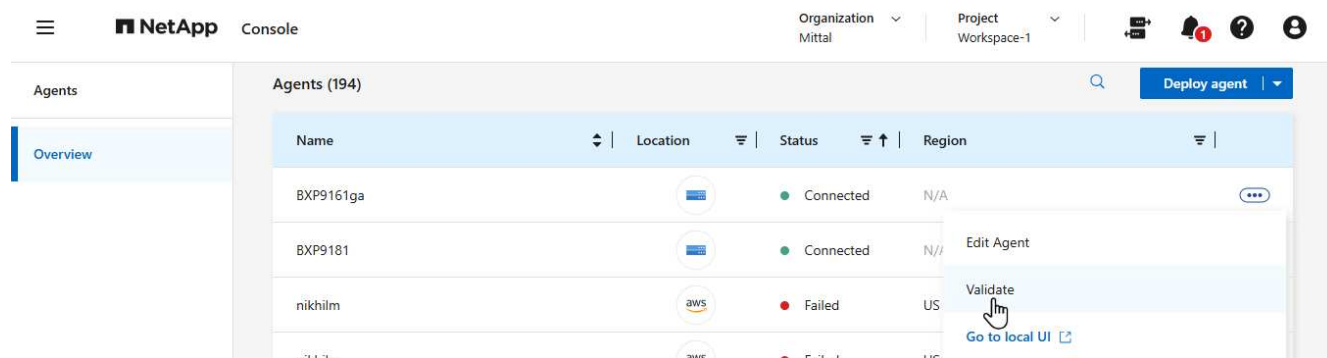 NetApp Console
Organization
Mittal
Project
Workspace-1
1
Agents
Overview
Agents (194)
Deploy agent
Name Location Status Region
BXP9161ga Connected N/A
BXP9181 Connected N/
nikhilm aws Failed US
Edit Agent
Validate
Go to local UI
aws